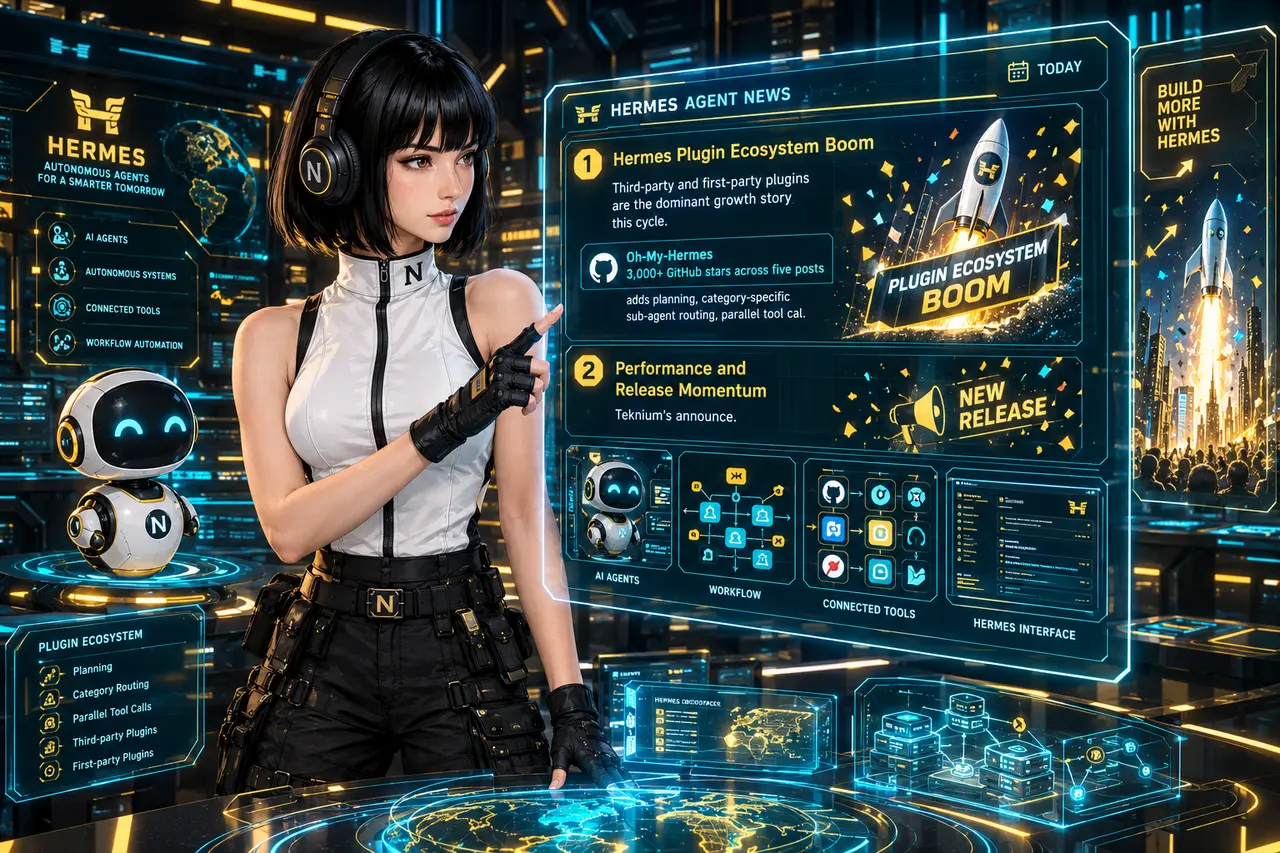 HERMES
AUTONOMOUS AGENTS
FOR A SMARTER TOMORROW
AI AGENTS
AUTONOMOUS SYSTEMS
CONNECTED TOOLS
WORKFLOW AUTOMATION
N
N
N
N
PLUGIN ECOSYSTEM
Planning
Category Routing
Parallel Tool Calls
Third-party Plugins
First-party Plugins
HERMES AGENT NEWS
TODAY
1 Hermes Plugin Ecosystem Boom
Third-party and first-party plugins
are the dominant growth story
this cycle.
Oh-My-Hermes
3,000+ GitHub stars across five posts
adds planning, category-specific
sub-agent routing, parallel tool cal.
PLUGIN ECOSYSTEM
BOOM
2 Performance and
Release Momentum
Teknium's announce.
NEW
RELEASE
AI AGENTS
WORKFLOW
CONNECTED TOOLS
HERMES INTERFACE
BUILD
MORE
WITH
HERMES